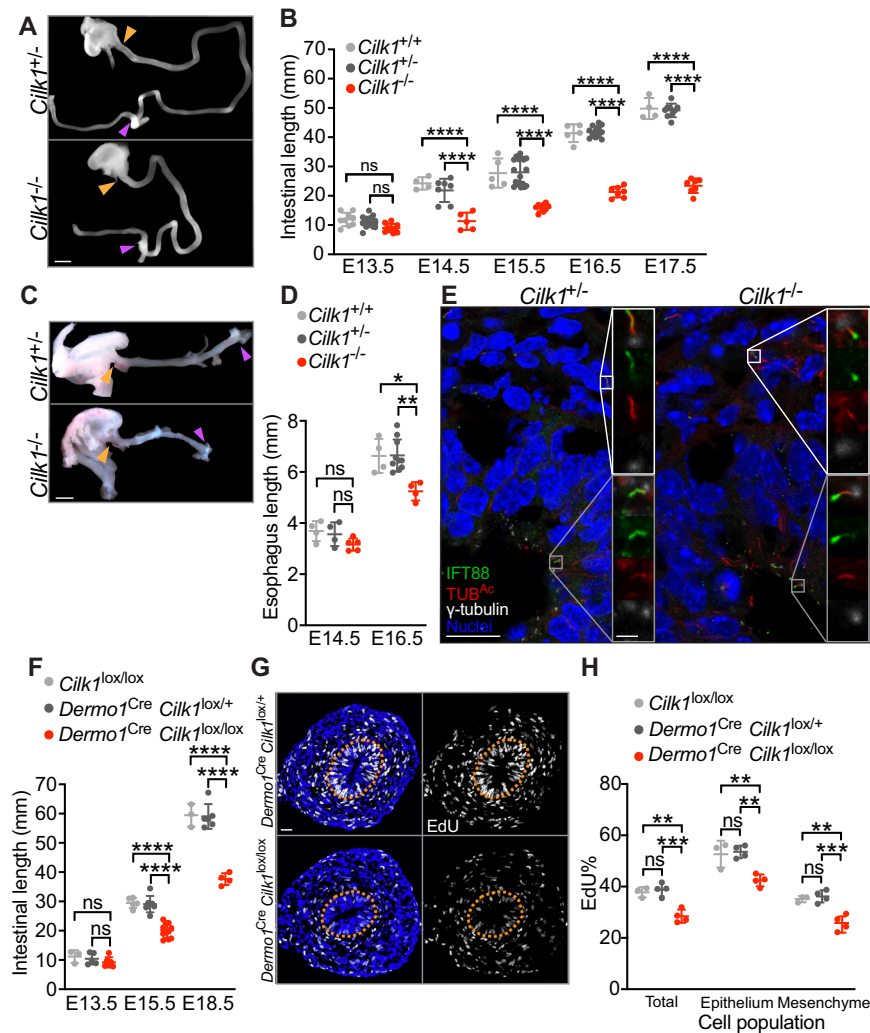 A
Cilk1+/-
Cilk1-/-
B
Cilk1+/+
Cilk1+/-
Cilk1-/-
Intestinal length (mm)
70
60
50
40
30
20
10
0
ns
ns
****
****
****
****
****
****
****
****
E13.5 E14.5 E15.5 E16.5 E17.5
C
Cilk1+/-
Cilk1-/-
D
Cilk1+/+
Cilk1+/-
Cilk1-/-
Esophagus length (mm)
8
6
4
2
0
ns
ns
*
**
E14.5 E16.5
E
Cilk1+/- Cilk1-/-
IFT88
TUBAc
γ-tubulin
Nuclei
F
Cilk1lox/lox
Dermo1Cre Cilk1lox/+
Dermo1Cre Cilk1lox/lox
Intestinal length (mm)
70
60
50
40
30
20
10
0
ns
ns
****
****
****
****
E13.5 E15.5 E18.5
G
Dermo1Cre Cilk1lox/+
Dermo1Cre Cilk1lox/lox
EdU
H
Cilk1lox/lox
Dermo1Cre Cilk1lox/+
Dermo1Cre Cilk1lox/lox
EdU%
80
60
40
20
0
**
ns
***
**
ns
**
**
ns
***
Total Epithelium Mesenchyme
Cell population